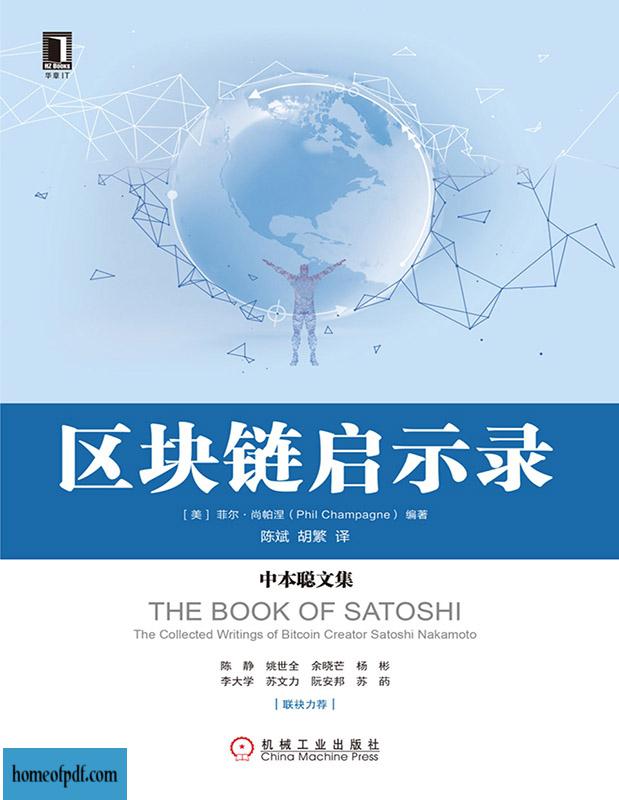 HZ BOOKS
华章IT
区块链启示录
[美] 菲尔·尚帕涅（Phil Champagne） 编著
陈斌 胡繁 译
中本聪文集
THE BOOK OF SATOSHI
The Collected Writings of Bitcoin Creator Satoshi Nakamoto
陈 静 姚世全 余晓芒 杨 彬
李大学 苏文力 阮安邦 苏 菂
[联袂力荐]
机械工业出版社
China Machine Press
homeofpdf.com